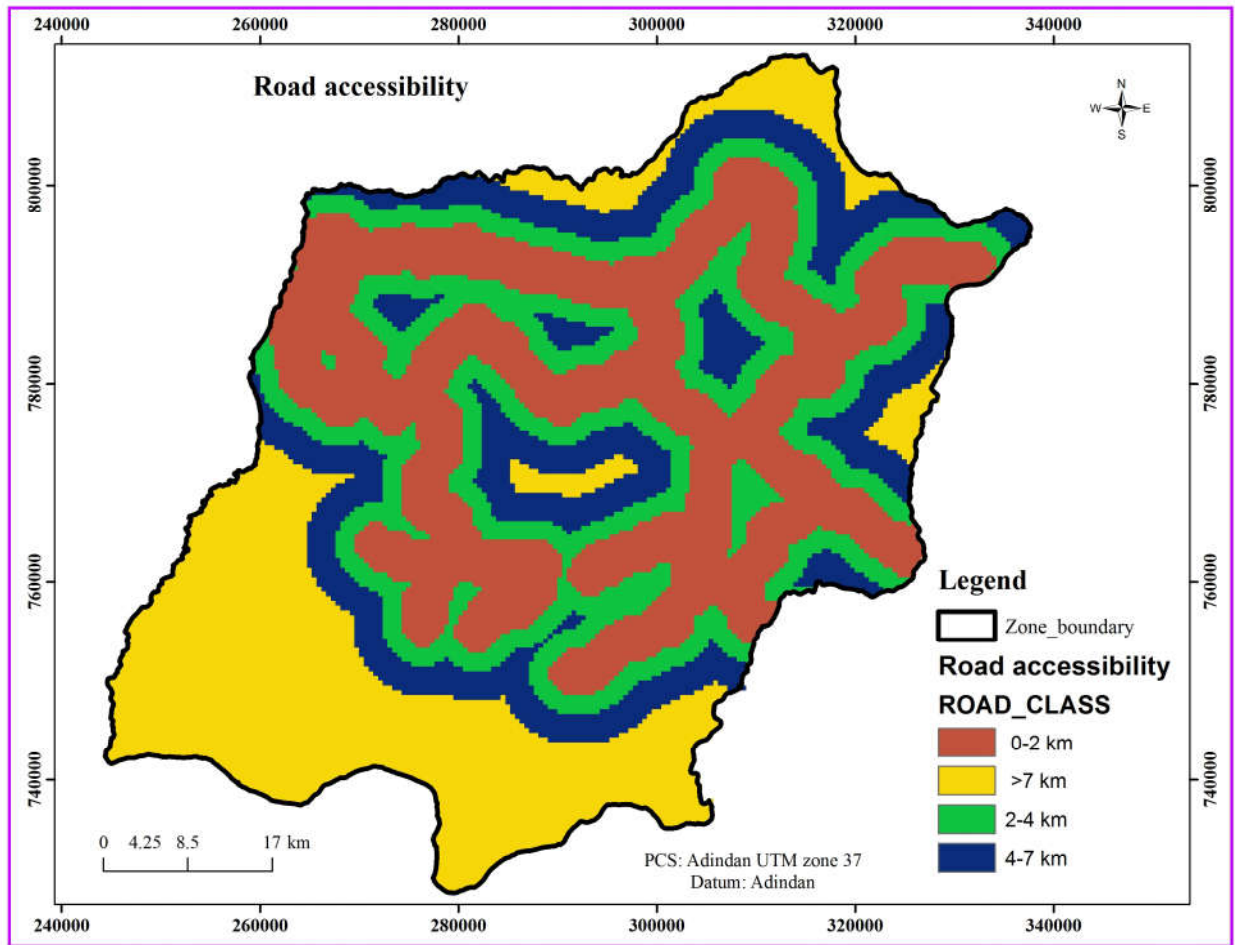 240000 260000 280000 300000 320000 340000
Road accessibility
N
W E
S
800000 800000
780000 780000
760000 760000
740000 740000
Legend
Zone_boundary
Road accessibility
ROAD_CLASS
0-2 km
>7 km
2-4 km
4-7 km
0 4.25 8.5 17 km
PCS: Adindan UTM zone 37
Datum: Adindan
240000 260000 280000 300000 320000 340000